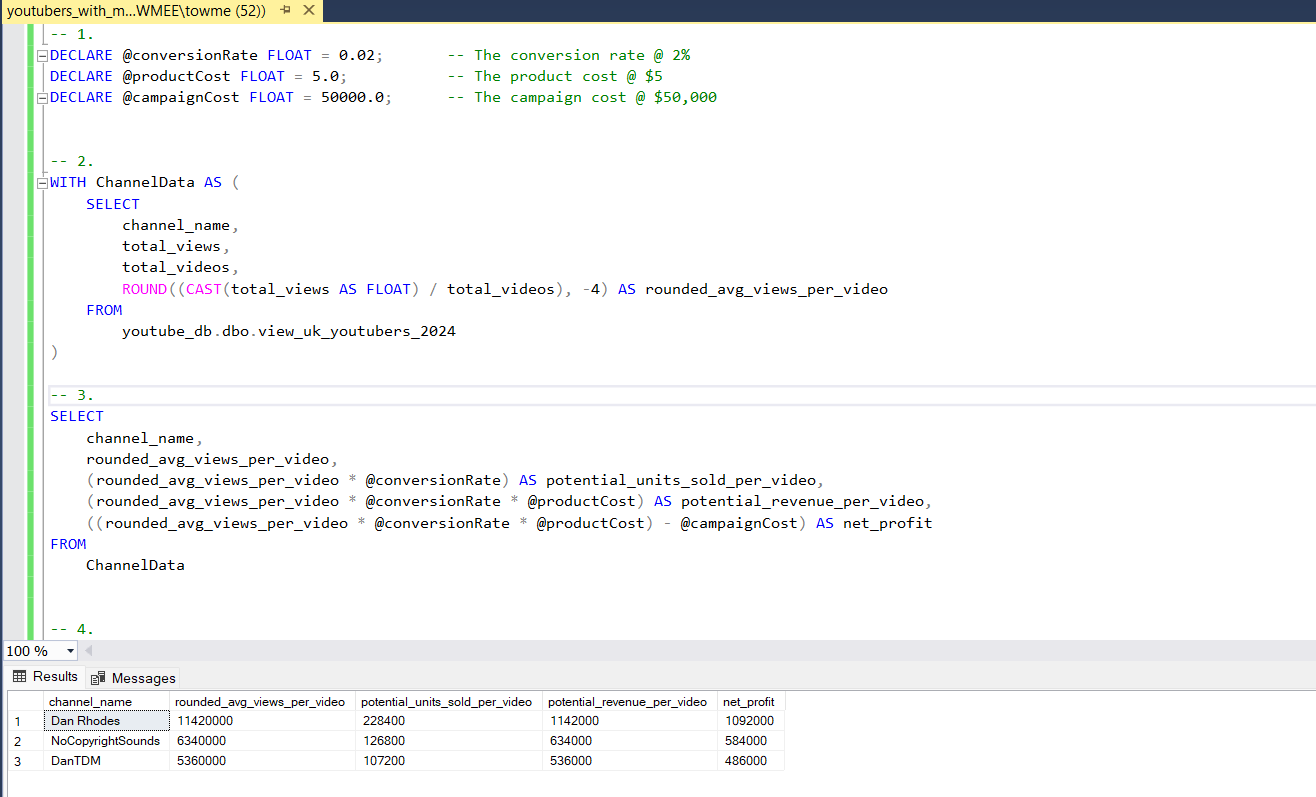 youtubers_with_m...WMEE\towme (52))
-- 1.
DECLARE @conversionRate FLOAT = 0.02;       -- The conversion rate @ 2%
DECLARE @productCost FLOAT = 5.0;           -- The product cost @ $5
DECLARE @campaignCost FLOAT = 50000.0;      -- The campaign cost @ $50,000
-- 2.
WITH ChannelData AS (
    SELECT
        channel_name,
        total_views,
        total_videos,
        ROUND((CAST(total_views AS FLOAT) / total_videos), -4) AS rounded_avg_views_per_video
    FROM
        youtube_db.dbo.view_uk_youtubers_2024
)
-- 3.
SELECT
    channel_name,
    rounded_avg_views_per_video,
    (rounded_avg_views_per_video * @conversionRate) AS potential_units_sold_per_video,
    (rounded_avg_views_per_video * @conversionRate * @productCost) AS potential_revenue_per_video,
    ((rounded_avg_views_per_video * @conversionRate * @productCost) - @campaignCost) AS net_profit
FROM
    ChannelData
-- 4.
100 %
Results Messages
channel_name rounded_avg_views_per_video potential_units_sold_per_video potential_revenue_per_video net_profit
1 Dan Rhodes 11420000 228400 1142000 1092000
2 NoCopyrightSounds 6340000 126800 634000 584000
3 DanTDM 5360000 107200 536000 486000